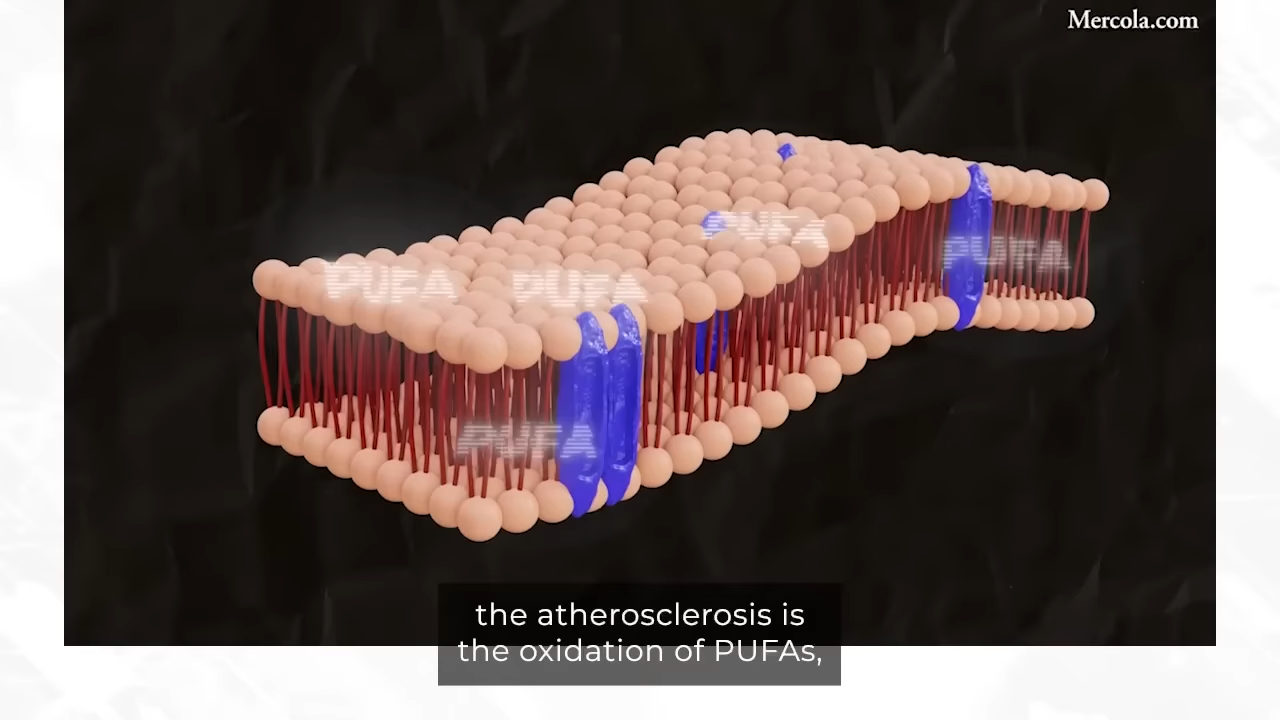 Mercola.com
PUFA
PUFA
PUFA
PUFA
PUFA
the atherosclerosis is
the oxidation of PUFAs,